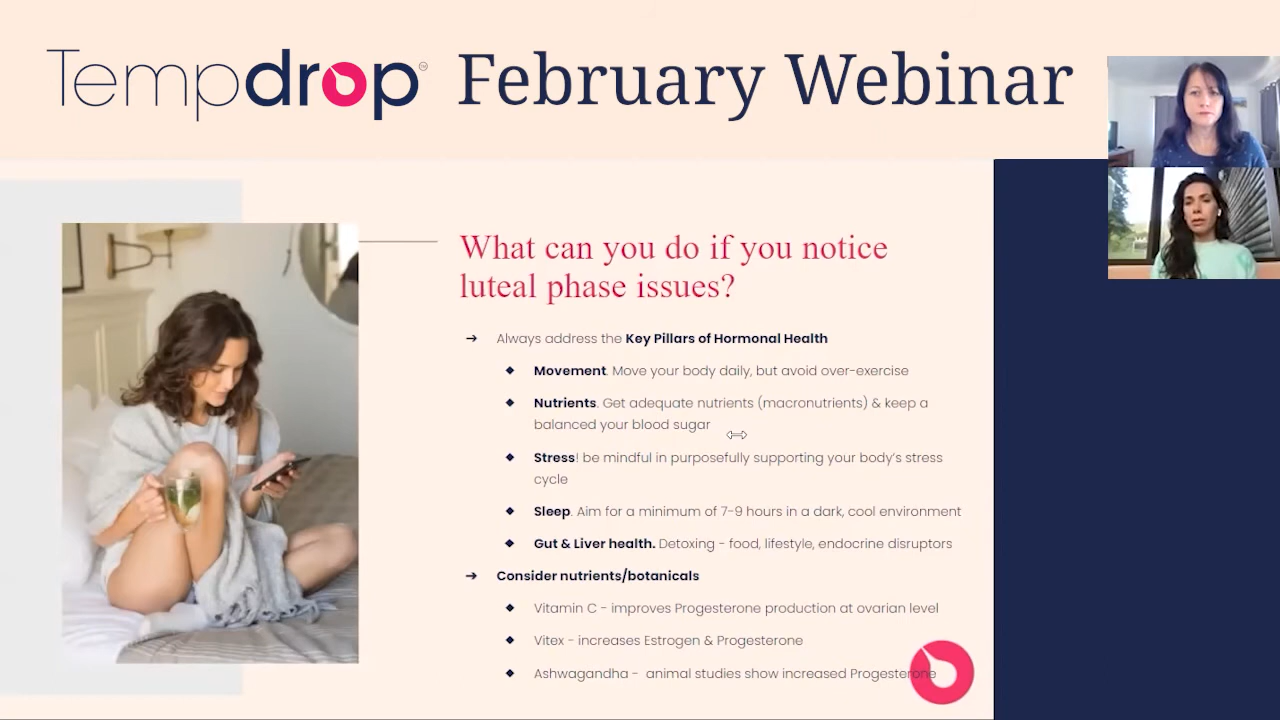 Tempdrop™ February Webinar
What can you do if you notice
luteal phase issues?
➔ Always address the Key Pillars of Hormonal Health
◆ Movement. Move your body daily, but avoid over-exercise
◆ Nutrients. Get adequate nutrients (macronutrients) & keep a
balanced your blood sugar
◆ Stress! be mindful in purposefully supporting your body’s stress
cycle
◆ Sleep. Aim for a minimum of 7-9 hours in a dark, cool environment
◆ Gut & Liver health. Detoxing - food, lifestyle, endocrine disruptors
➔ Consider nutrients/botanicals
◆ Vitamin C - improves Progesterone production at ovarian level
◆ Vitex - increases Estrogen & Progesterone
◆ Ashwagandha - animal studies show increased Progesterone